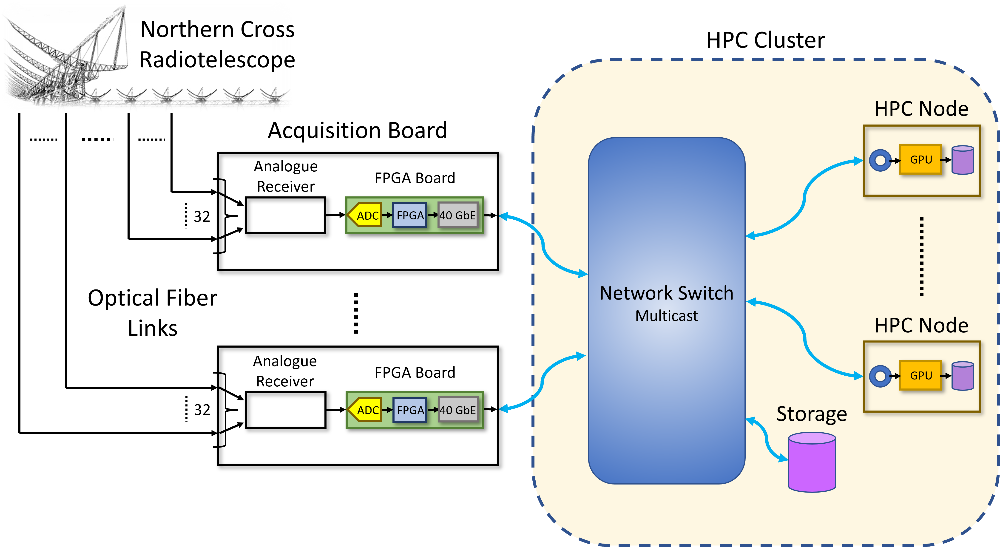 Northern Cross
Radiotelescope
HPC Cluster
Acquisition Board
Analogue
Receiver
FPGA Board
32
ADC
FPGA
40 GbE
Optical Fiber
Links
Analogue
Receiver
FPGA Board
32
ADC
FPGA
40 GbE
Network Switch
Multicast
HPC Node
GPU
HPC Node
GPU
Storage